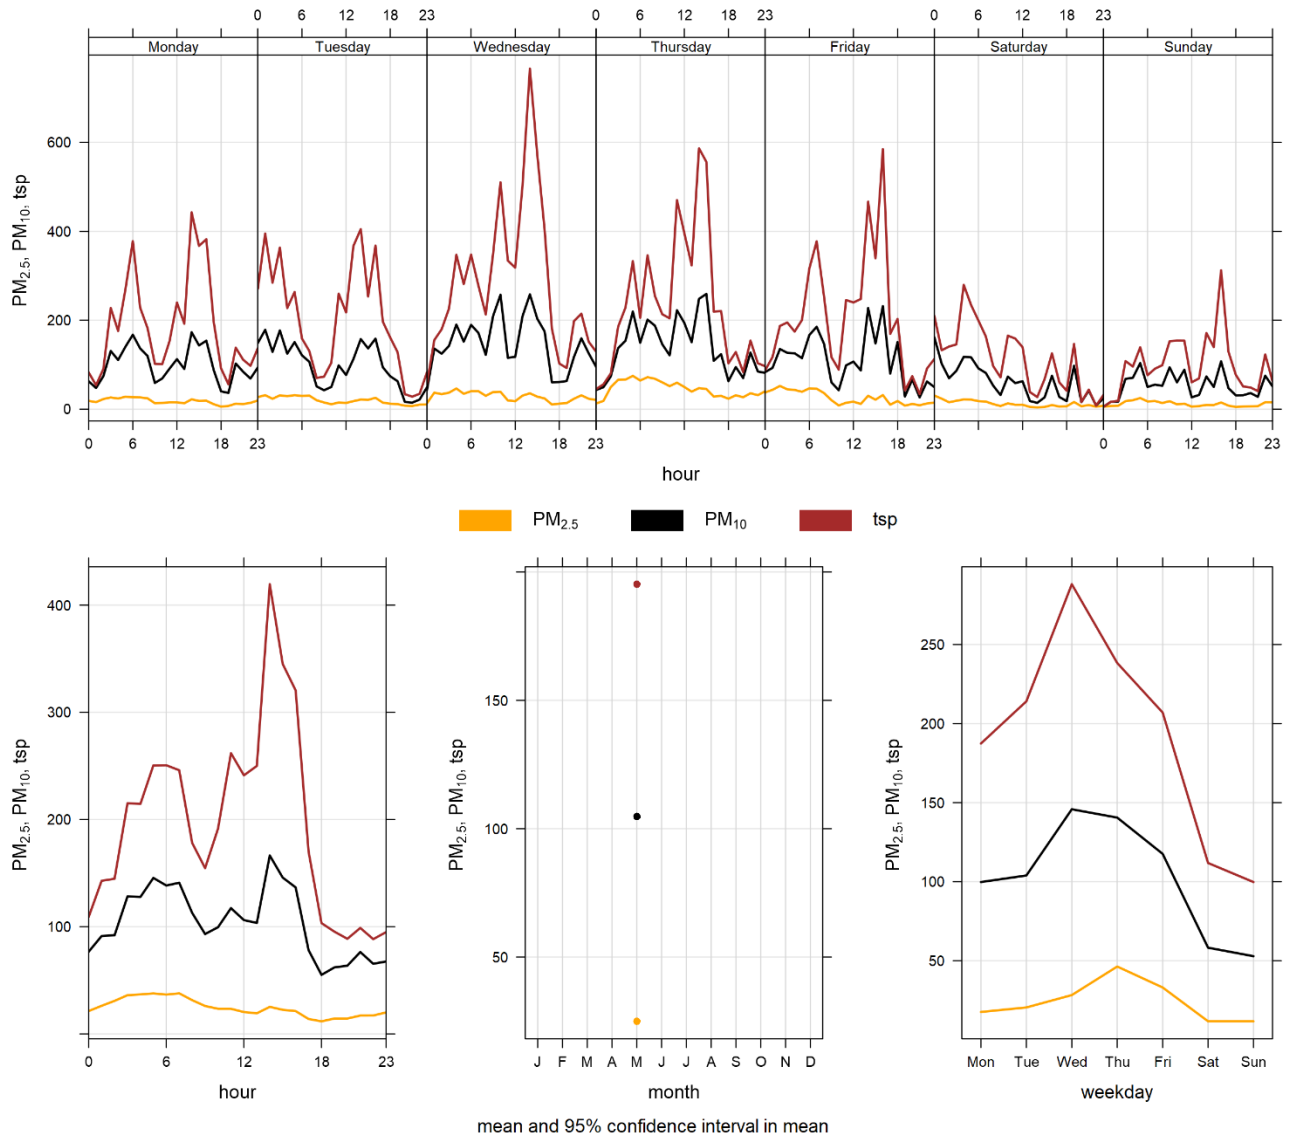 0 6 12 18 23 0 6 12 18 23 0 6 12 18 23
Monday Tuesday Wednesday Thursday Friday Saturday Sunday
PM2.5, PM10, tsp
600
400
200
0
0 6 12 18 23 0 6 12 18 23 0 6 12 18 23 0 6 12 18 23
hour
PM2.5 PM10 tsp
PM2.5, PM10, tsp
400
300
200
100
0 6 12 18 23
hour
PM2.5, PM10, tsp
150
100
50
J F M A M J J A S O N D
month
PM2.5, PM10, tsp
250
200
150
100
50
Mon Tue Wed Thu Fri Sat Sun
weekday
mean and 95% confidence interval in mean